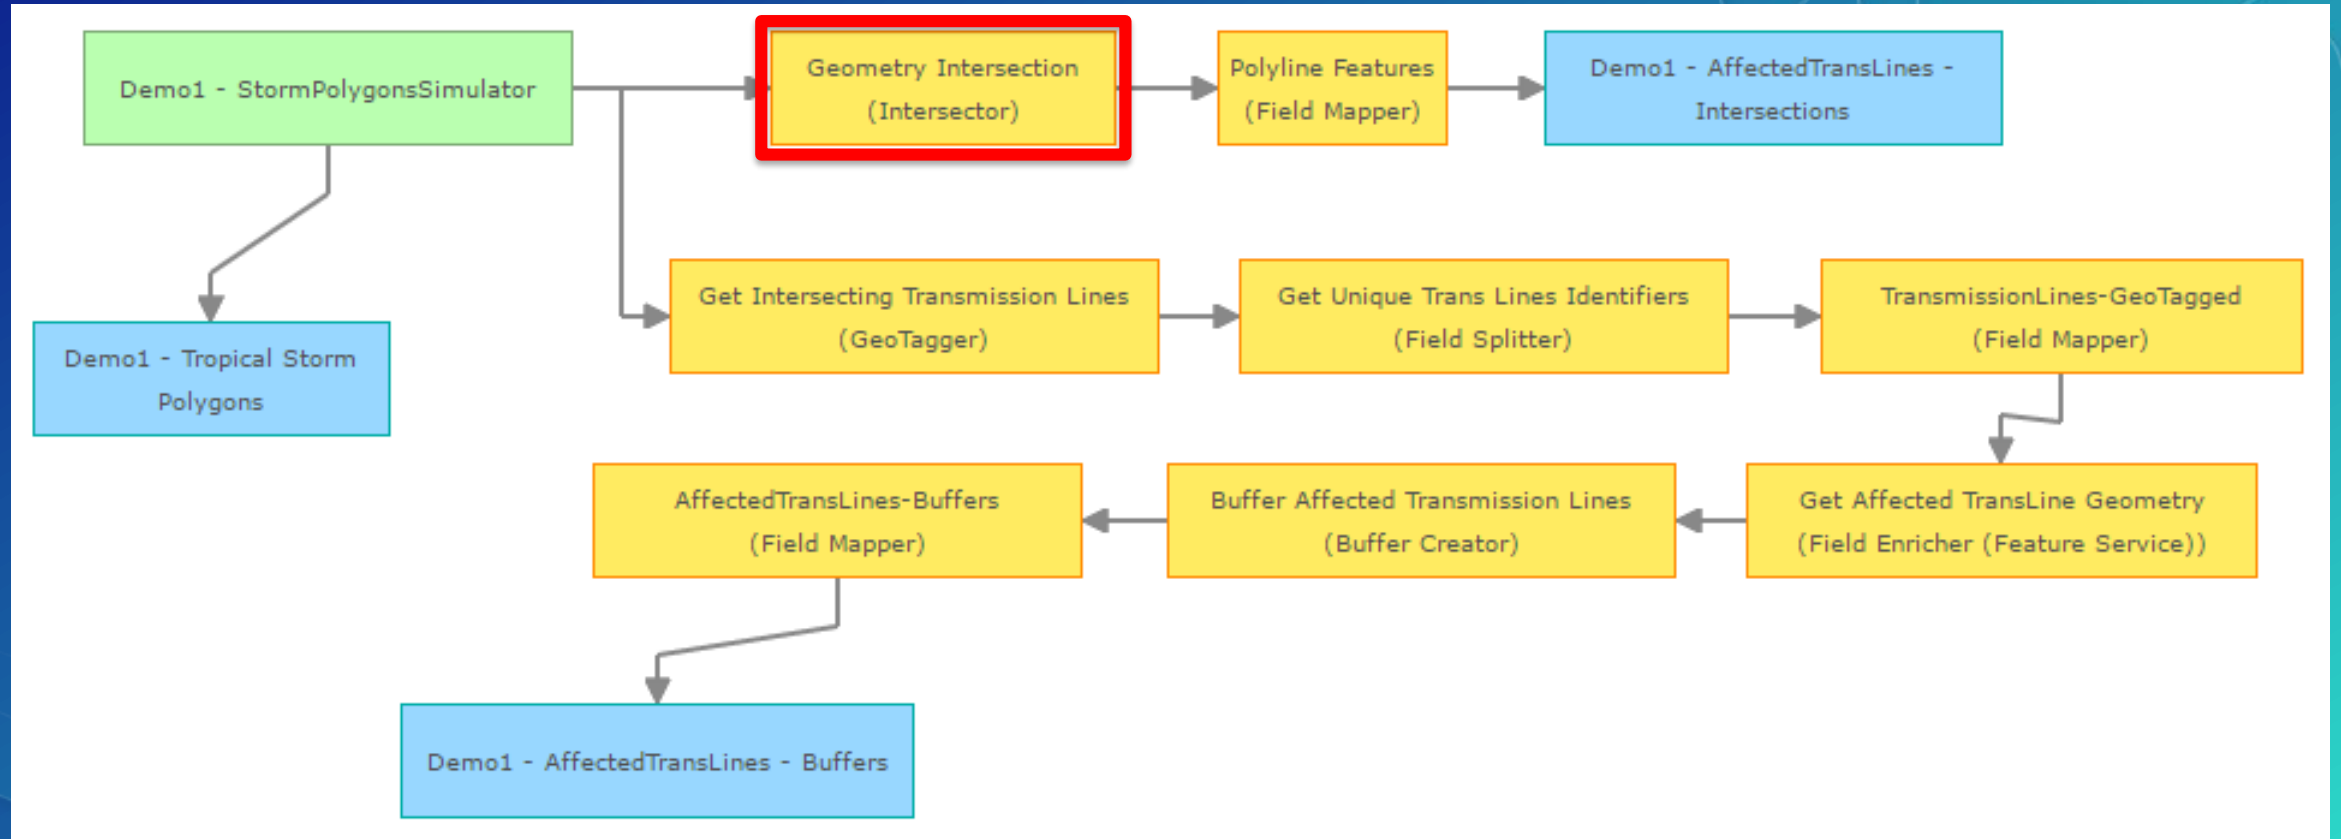 Demo1 - StormPolygonsSimulator
Geometry Intersection
(Intersector)
Polyline Features
(Field Mapper)
Demo1 - AffectedTransLines -
Intersections
Get Intersecting Transmission Lines
(GeoTagger)
Get Unique Trans Lines Identifiers
(Field Splitter)
TransmissionLines-GeoTagged
(Field Mapper)
Demo1 - Tropical Storm
Polygons
AffectedTransLines-Buffers
(Field Mapper)
Buffer Affected Transmission Lines
(Buffer Creator)
Get Affected TransLine Geometry
(Field Enricher (Feature Service))
Demo1 - AffectedTransLines - Buffers